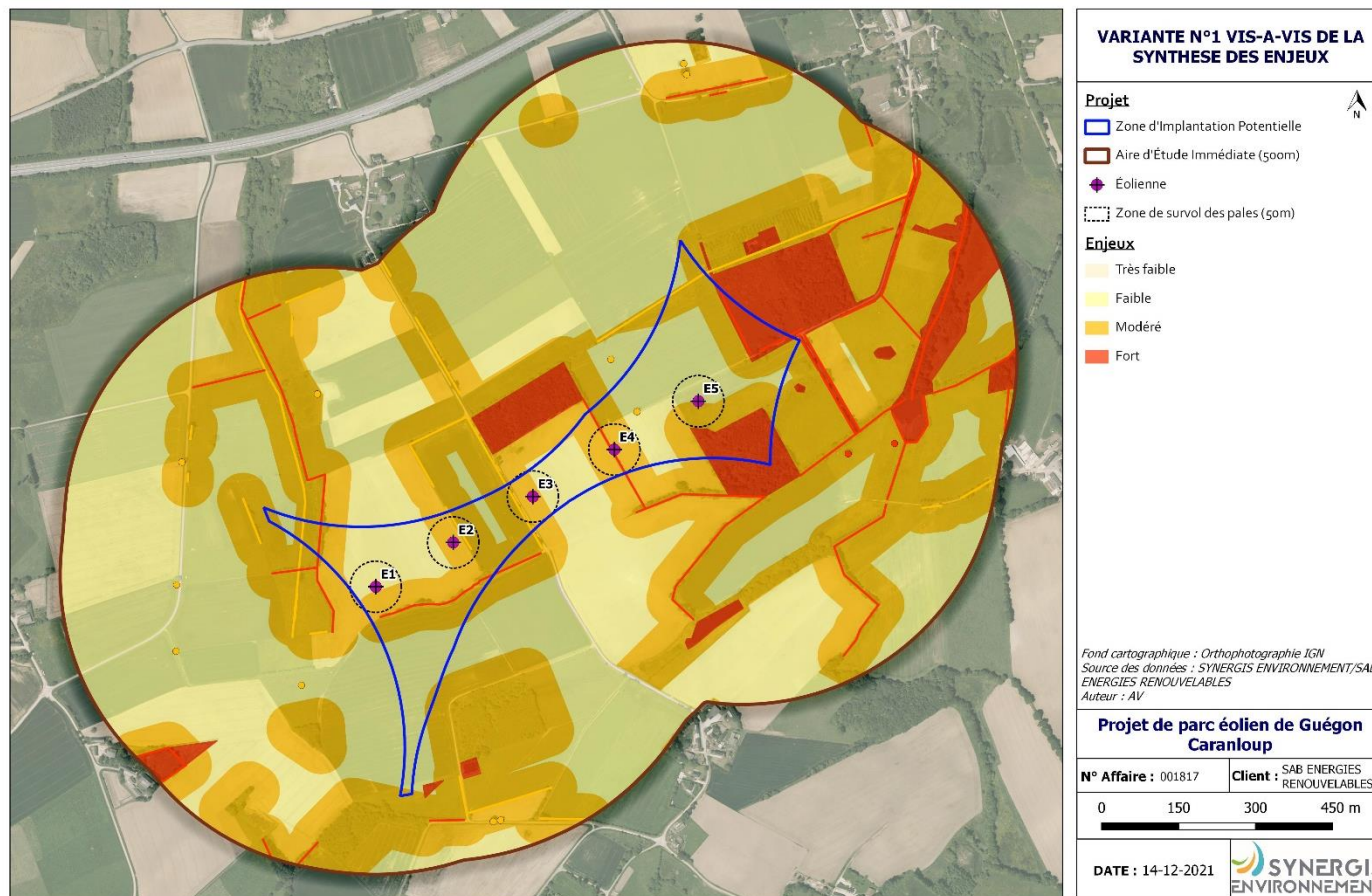 VARIANTE N°1 VIS-A-VIS DE LA
SYNTHESE DES ENJEUX
Projet
N
Zone d'Implantation Potentielle
Aire d'Étude Immédiate (500m)
Éolienne
Zone de survol des pales (50m)
Enjeux
Très faible
Faible
Modéré
Fort
E5
E4
E3
E2
E1
Fond cartographique : Orthophotographie IGN
Source des données : SYNERGIS ENVIRONNEMENT/SAB
ENERGIES RENOUVELABLES
Auteur : AV
Projet de parc éolien de Guégon
Caranloup
N° Affaire : 001817
Client : SAB ENERGIES
RENOUVELABLES
0 150 300 450 m
DATE : 14-12-2021
SYNERGI
ENVIRONNEMEN